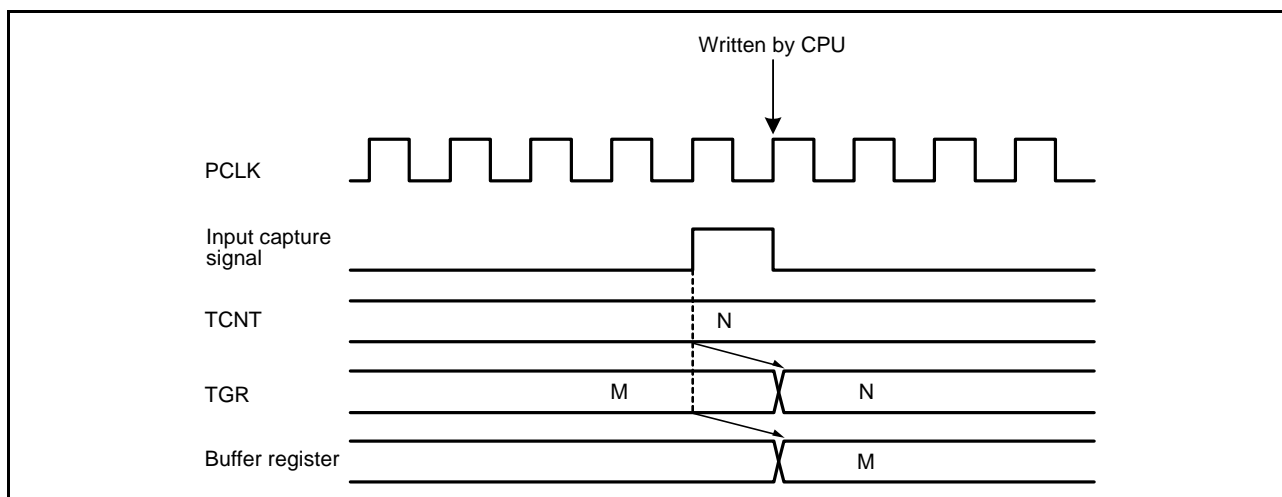 Written by CPU
PCLK
Input capture
signal
TCNT
N
TGR
M
N
Buffer register
M